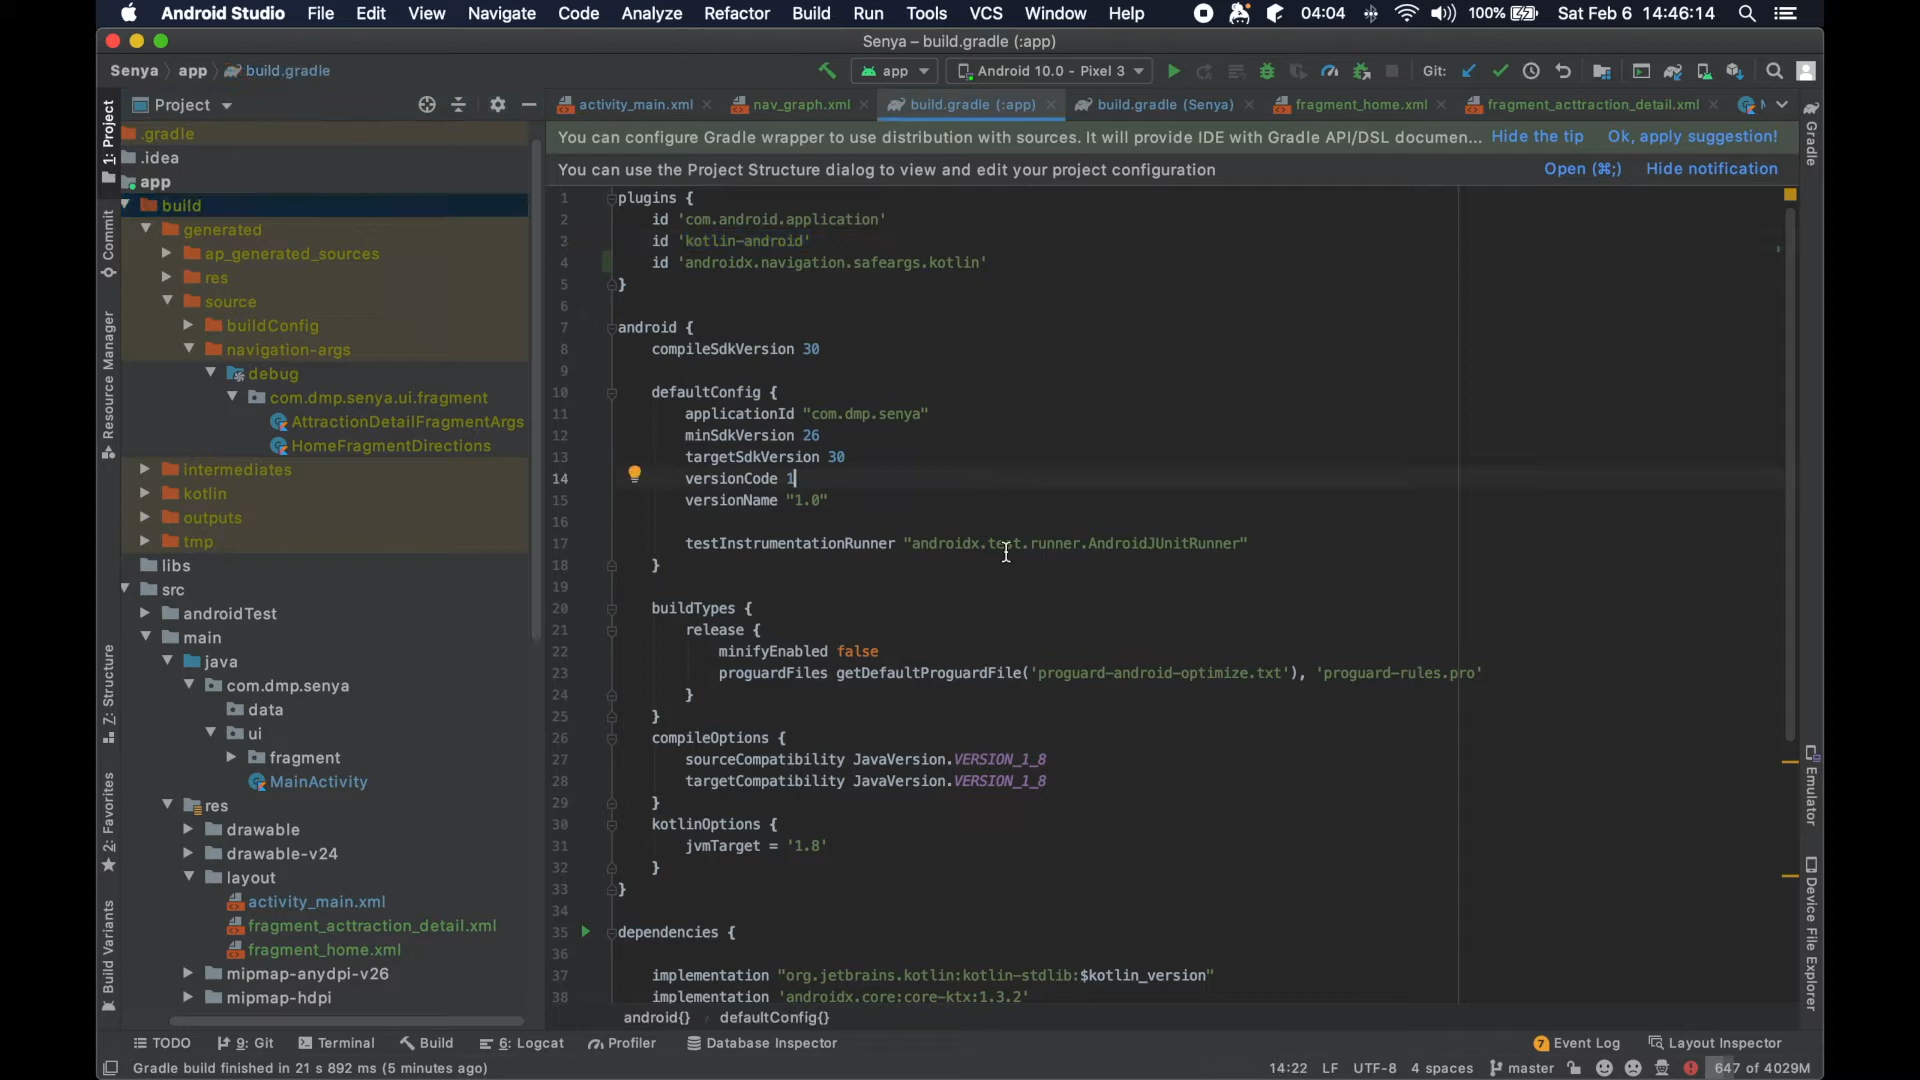 Android Studio File Edit View Navigate Code Analyze Refactor Build Run Tools VCS Window Help 04:04 100% Sat Feb 6 14:46:14
Senya – build.gradle (:app)
Senya app build.gradle app Android 10.0 - Pixel 3 Git:
Project
activity_main.xml nav_graph.xml build.gradle (:app) build.gradle (Senya) fragment_home.xml fragment_acttraction_detail.xml
You can configure Gradle wrapper to use distribution with sources. It will provide IDE with Gradle API/DSL documen... Hide the tip Ok, apply suggestion!
You can use the Project Structure dialog to view and edit your project configuration Open (⌘;) Hide notification
1: Project
Commit
Resource Manager
Z: Structure
2: Favorites
Build Variants
.gradle
.idea
app
build
generated
ap_generated_sources
res
source
buildConfig
navigation-args
debug
com.dmp.senya.ui.fragment
AttractionDetailFragmentArgs
HomeFragmentDirections
intermediates
kotlin
outputs
tmp
libs
src
androidTest
main
java
com.dmp.senya
data
ui
fragment
MainActivity
res
drawable
drawable-v24
layout
activity_main.xml
fragment_acttraction_detail.xml
fragment_home.xml
mipmap-anydpi-v26
mipmap-hdpi
1 plugins {
2 id 'com.android.application'
3 id 'kotlin-android'
4 id 'androidx.navigation.safeargs.kotlin'
5 }
6
7 android {
8 compileSdkVersion 30
9
10 defaultConfig {
11 applicationId "com.dmp.senya"
12 minSdkVersion 26
13 targetSdkVersion 30
14 versionCode 1
15 versionName "1.0"
16
17 testInstrumentationRunner "androidx.test.runner.AndroidJUnitRunner"
18 }
19
20 buildTypes {
21 release {
22 minifyEnabled false
23 proguardFiles getDefaultProguardFile('proguard-android-optimize.txt'), 'proguard-rules.pro'
24 }
25 }
26 compileOptions {
27 sourceCompatibility JavaVersion.VERSION_1_8
28 targetCompatibility JavaVersion.VERSION_1_8
29 }
30 kotlinOptions {
31 jvmTarget = '1.8'
32 }
33 }
34
35 dependencies {
36
37 implementation "org.jetbrains.kotlin:kotlin-stdlib:$kotlin_version"
38 implementation 'androidx.core:core-ktx:1.3.2'
android{} defaultConfig{}
Gradle
Emulator
Device File Explorer
TODO 9: Git Terminal Build 6: Logcat Profiler Database Inspector 7 Event Log Layout Inspector
Gradle build finished in 21 s 892 ms (5 minutes ago) 14:22 LF UTF-8 4 spaces master 647 of 4029M